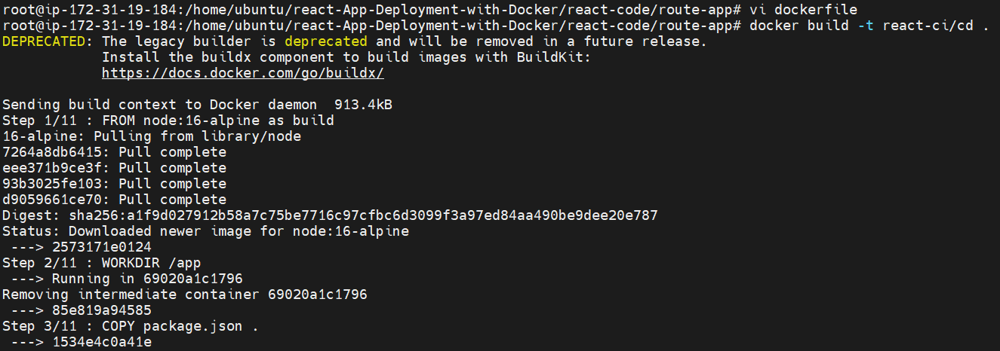 root@ip-172-31-19-184:/home/ubuntu/react-App-Deployment-with-Docker/react-code/route-app# vi dockerfile
root@ip-172-31-19-184:/home/ubuntu/react-App-Deployment-with-Docker/react-code/route-app# docker build -t react-ci/cd .
DEPRECATED: The legacy builder is deprecated and will be removed in a future release.
            Install the buildx component to build images with BuildKit:
            https://docs.docker.com/go/buildx/

Sending build context to Docker daemon  913.4kB
Step 1/11 : FROM node:16-alpine as build
16-alpine: Pulling from library/node
7264a8db6415: Pull complete
eee371b9ce3f: Pull complete
93b3025fe103: Pull complete
d9059661ce70: Pull complete
Digest: sha256:a1f9d027912b58a7c75be7716c97cfbc6d3099f3a97ed84aa490be9dee20e787
Status: Downloaded newer image for node:16-alpine
 ---> 2573171e0124
Step 2/11 : WORKDIR /app
 ---> Running in 69020a1c1796
Removing intermediate container 69020a1c1796
 ---> 85e819a94585
Step 3/11 : COPY package.json .
 ---> 1534e4c0a41e